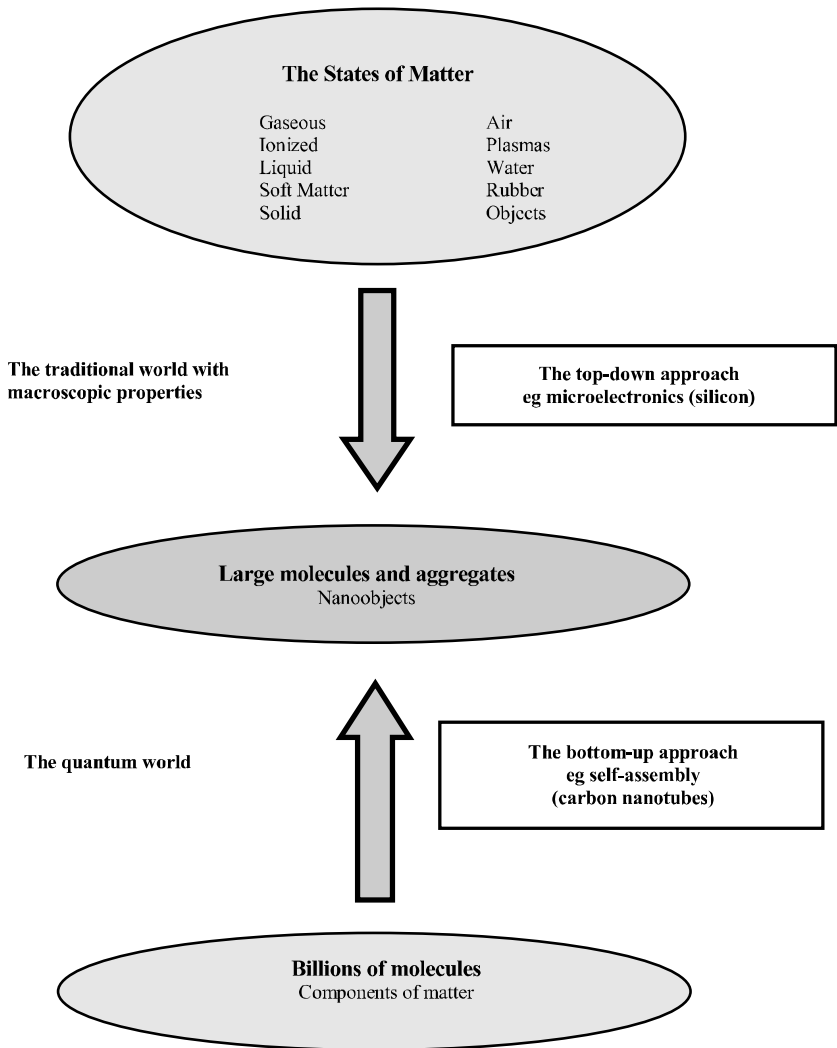 The States of Matter
Gaseous Air
Ionized Plasmas
Liquid Water
Soft Matter Rubber
Solid Objects
The traditional world with
macroscopic properties
The top-down approach
eg microelectronics (silicon)
Large molecules and aggregates
Nanoobjects
The quantum world
The bottom-up approach
eg self-assembly
(carbon nanotubes)
Billions of molecules
Components of matter